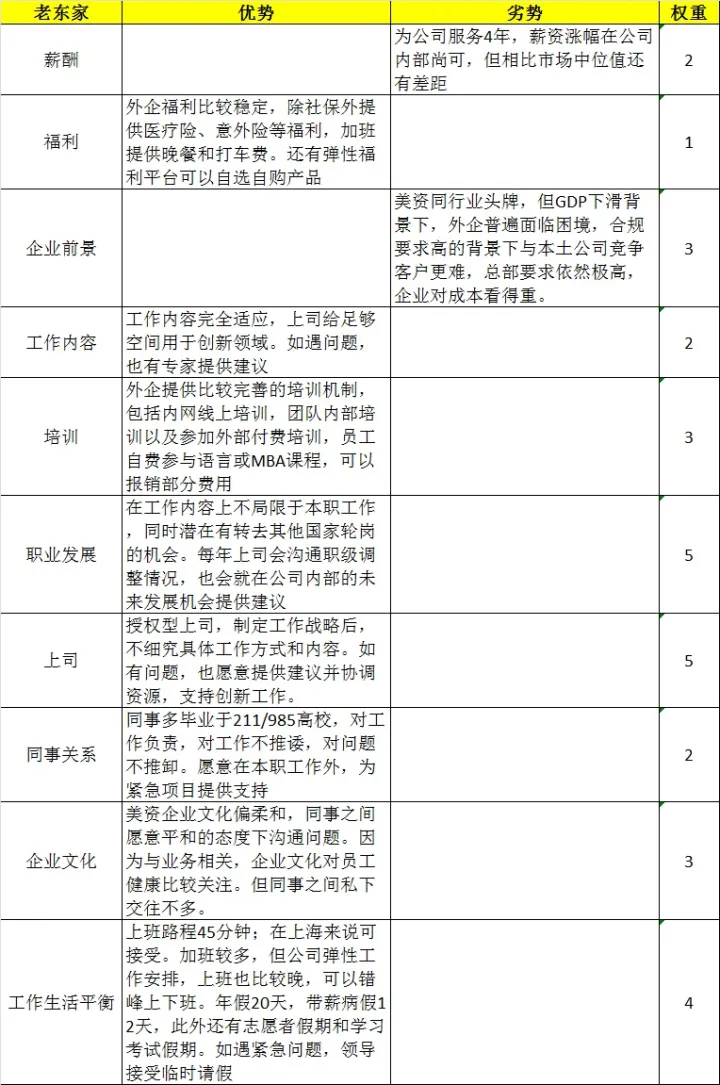 老东家 优势 劣势 权重
薪酬
为公司服务4年，薪资涨幅在公司
内部尚可，但相比市场中位值还
有差距
2
福利
外企福利比较稳定，除社保外提
供医疗险、意外险等福利，加班
提供晚餐和打车费。还有弹性福
利平台可以自选自购产品
1
企业前景
美资同行业头牌，但GDP下滑背
景下，外企普遍面临困境，合规
要求高的背景下与本土公司竞争
客户更难，总部要求依然极高，
企业对成本看得重。
3
工作内容
工作内容完全适应，上司给足够
空间用于创新领域。如遇问题，
也有专家提供建议
2
培训
外企提供比较完善的培训机制，
包括内网线上培训，团队内部培
训以及参加外部付费培训，员工
自费参与语言或MBA课程，可以
报销部分费用
3
职业发展
在工作内容上不局限于本职工作
，同时潜在有转去其他国家轮岗
的机会。每年上司会沟通职级调
整情况，也会就在公司内部的未
来发展机会提供建议
5
上司
授权型上司，制定工作战略后，
不细究具体工作方式和内容。如
有问题，也愿意提供建议并协调
资源，支持创新工作。
5
同事关系
同事多毕业于211/985高校，对工
作负责，对工作不推诿，对问题
不推卸。愿意在本职工作外，为
紧急项目提供支持
2
企业文化
美资企业文化偏柔和，同事之间
愿意平和的态度下沟通问题。因
为与业务相关，企业文化对员工
健康比较关注。但同事之间私下
交往不多。
3
工作生活平衡
上班路程45分钟；在上海来说可
接受。加班较多，但公司弹性工
作安排，上班也比较晚，可以错
峰上下班。年假20天，带薪病假1
2天，此外还有志愿者假期和学习
考试假期。如遇紧急问题，领导
接受临时请假
4